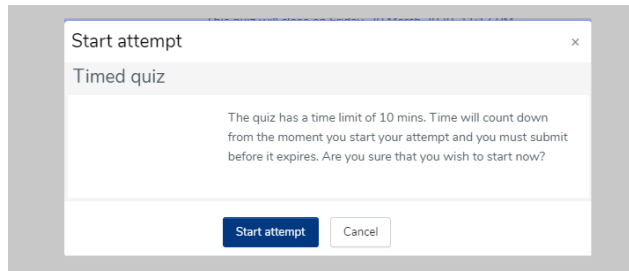 Start attempt
×
Timed quiz
The quiz has a time limit of 10 mins. Time will count down
from the moment you start your attempt and you must submit
before it expires. Are you sure that you wish to start now?
Start attempt
Cancel